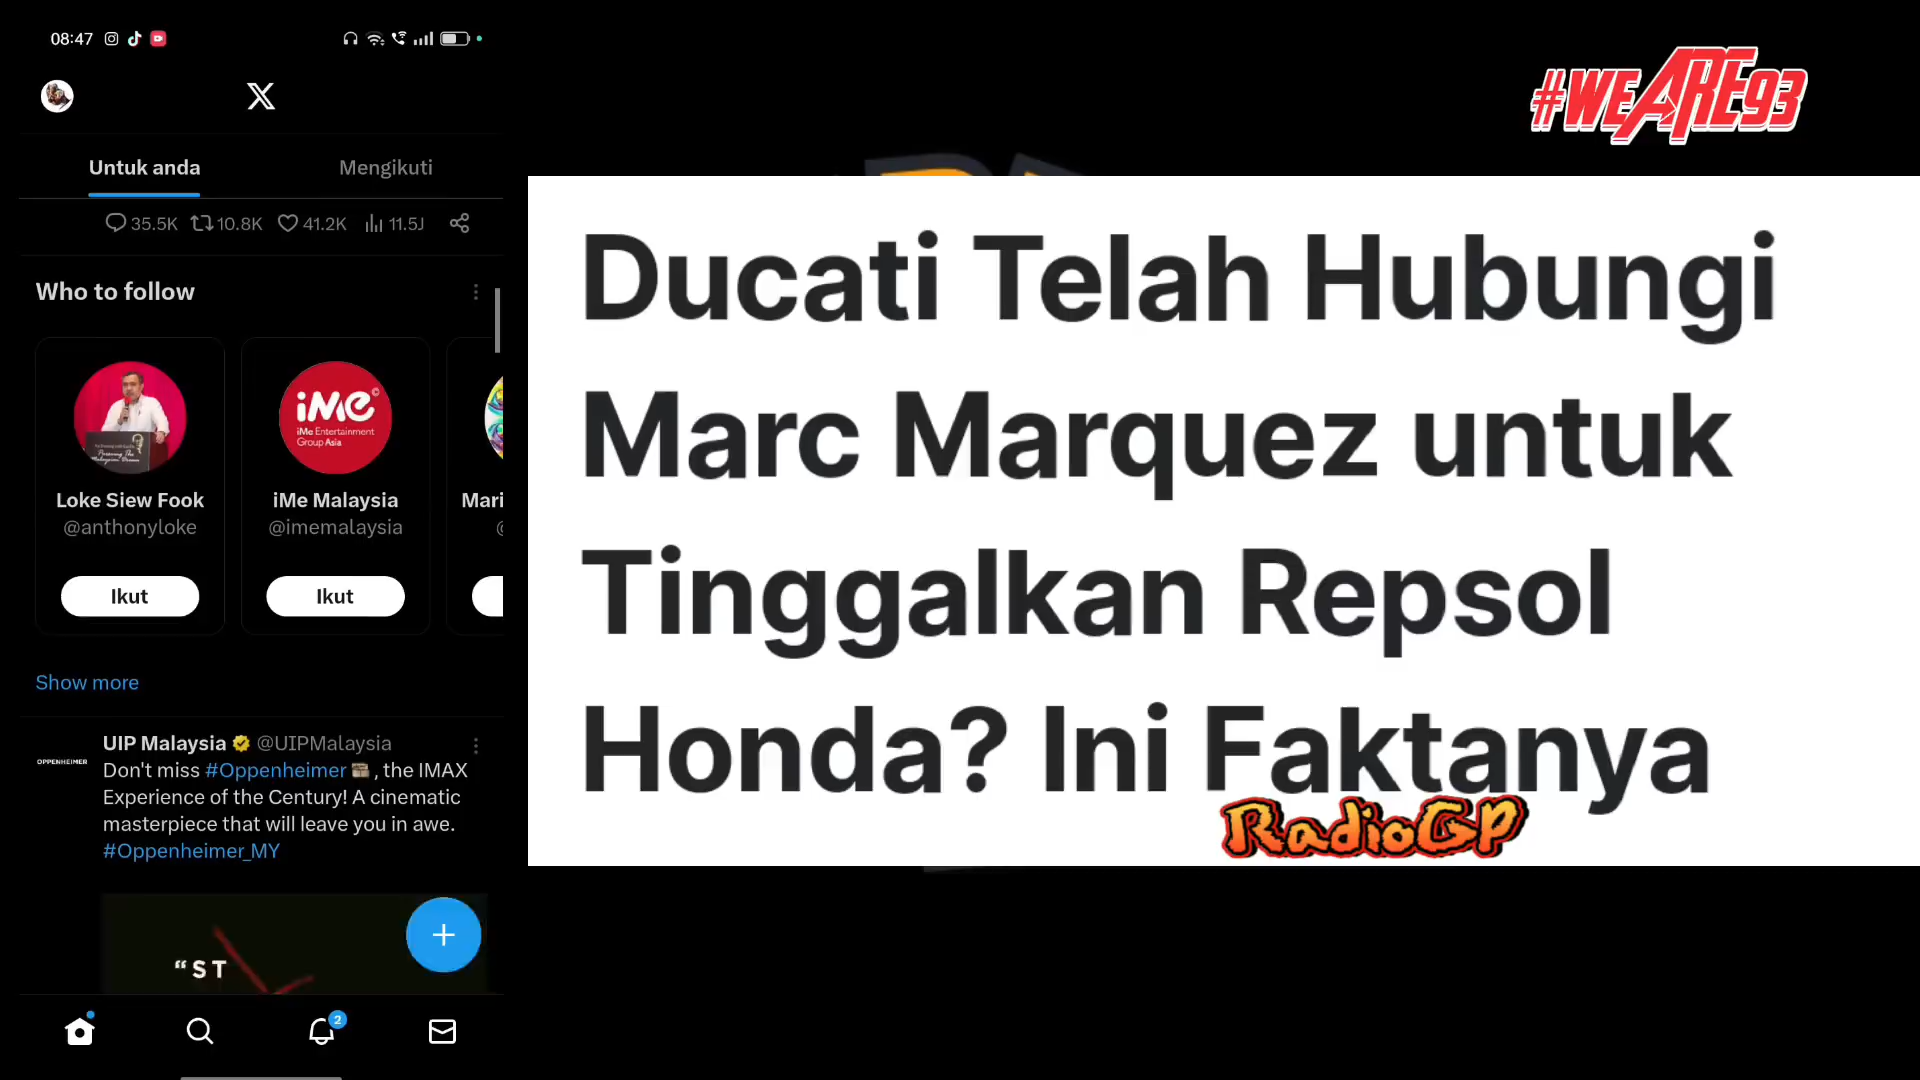 08:47
X
#WEARE93
Untuk anda
Mengikuti
35.5K 10.8K 41.2K 11.5J
Who to follow
iMe
iMe Entertainment
Group Asia
Loke Siew Fook
@anthonyloke
Ikut
iMe Malaysia
@imemalaysia
Ikut
Mari
Show more
UIP Malaysia @UIPMalaysia
OPPENHEIMER
Don't miss #Oppenheimer , the IMAX
Experience of the Century! A cinematic
masterpiece that will leave you in awe.
#Oppenheimer_MY
“ST
2
Ducati Telah Hubungi
Marc Marquez untuk
Tinggalkan Repsol
Honda? Ini Faktanya
RadioGP